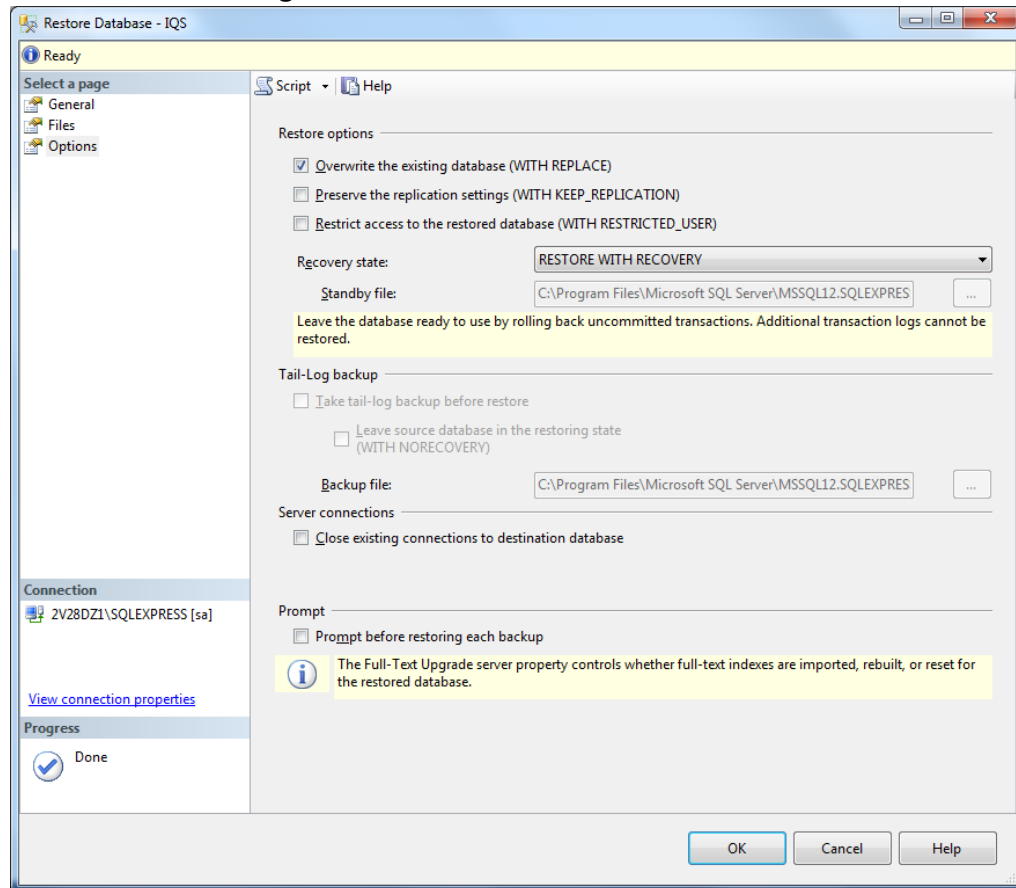 Restore Database - IQS
Ready
Select a page
General
Files
Options
Script
Help
Restore options
Overwrite the existing database (WITH REPLACE)
Preserve the replication settings (WITH KEEP_REPLICATION)
Restrict access to the restored database (WITH RESTRICTED_USER)
Recovery state:
RESTORE WITH RECOVERY
Standby file:
C:\Program Files\Microsoft SQL Server\MSSQL12.SQLEXPRES
...
Leave the database ready to use by rolling back uncommitted transactions. Additional transaction logs cannot be
restored.
Tail-Log backup
Take tail-log backup before restore
Leave source database in the restoring state
(WITH NORECOVERY)
Backup file:
C:\Program Files\Microsoft SQL Server\MSSQL12.SQLEXPRES
...
Server connections
Close existing connections to destination database
Connection
2V28DZ1\SQLEXPRESS [sa]
View connection properties
Progress
Done
Prompt
Prompt before restoring each backup
The Full-Text Upgrade server property controls whether full-text indexes are imported, rebuilt, or reset for
the restored database.
OK
Cancel
Help